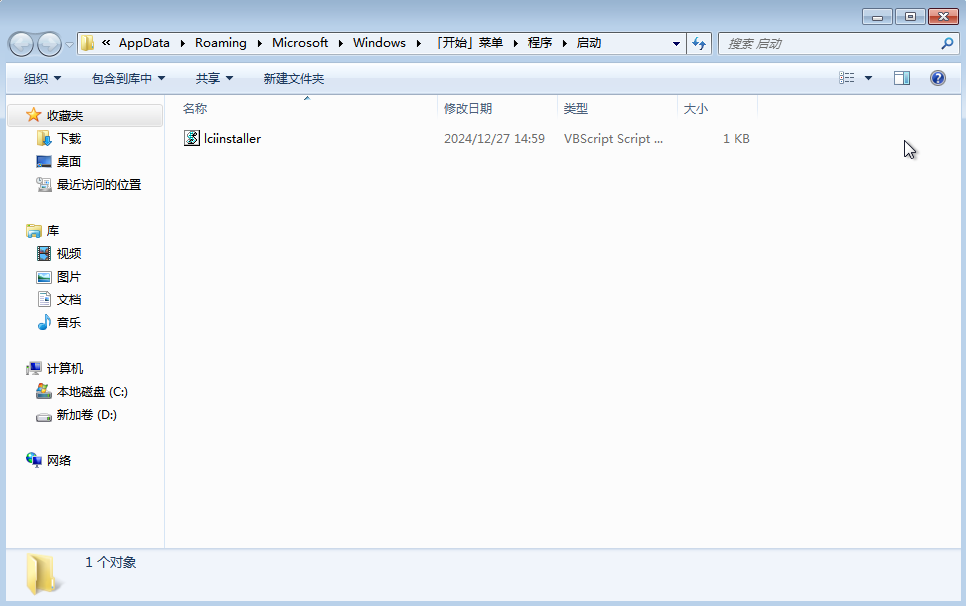 « AppData ▸ Roaming ▸ Microsoft ▸ Windows ▸ 「开始」菜单 ▸ 程序 ▸ 启动
搜索 启动
组织 包含到库中 共享 新建文件夹
名称 修改日期 类型 大小
lciinstaller 2024/12/27 14:59 VBScript Script ... 1 KB
收藏夹
下载
桌面
最近访问的位置
库
视频
图片
文档
音乐
计算机
本地磁盘 (C:)
新加卷 (D:)
网络
1 个对象